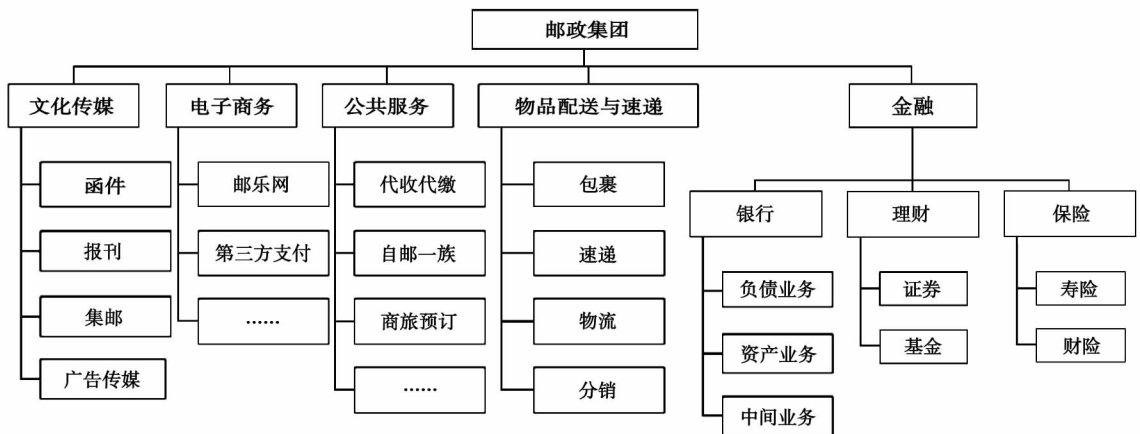 邮政集团
文化传媒
电子商务
公共服务
物品配送与速递
金融
函件
报刊
集邮
广告传媒
邮乐网
第三方支付
……
代收代缴
自邮一族
商旅预订
……
包裹
速递
物流
分销
银行
理财
保险
负债业务
资产业务
中间业务
证券
基金
寿险
财险